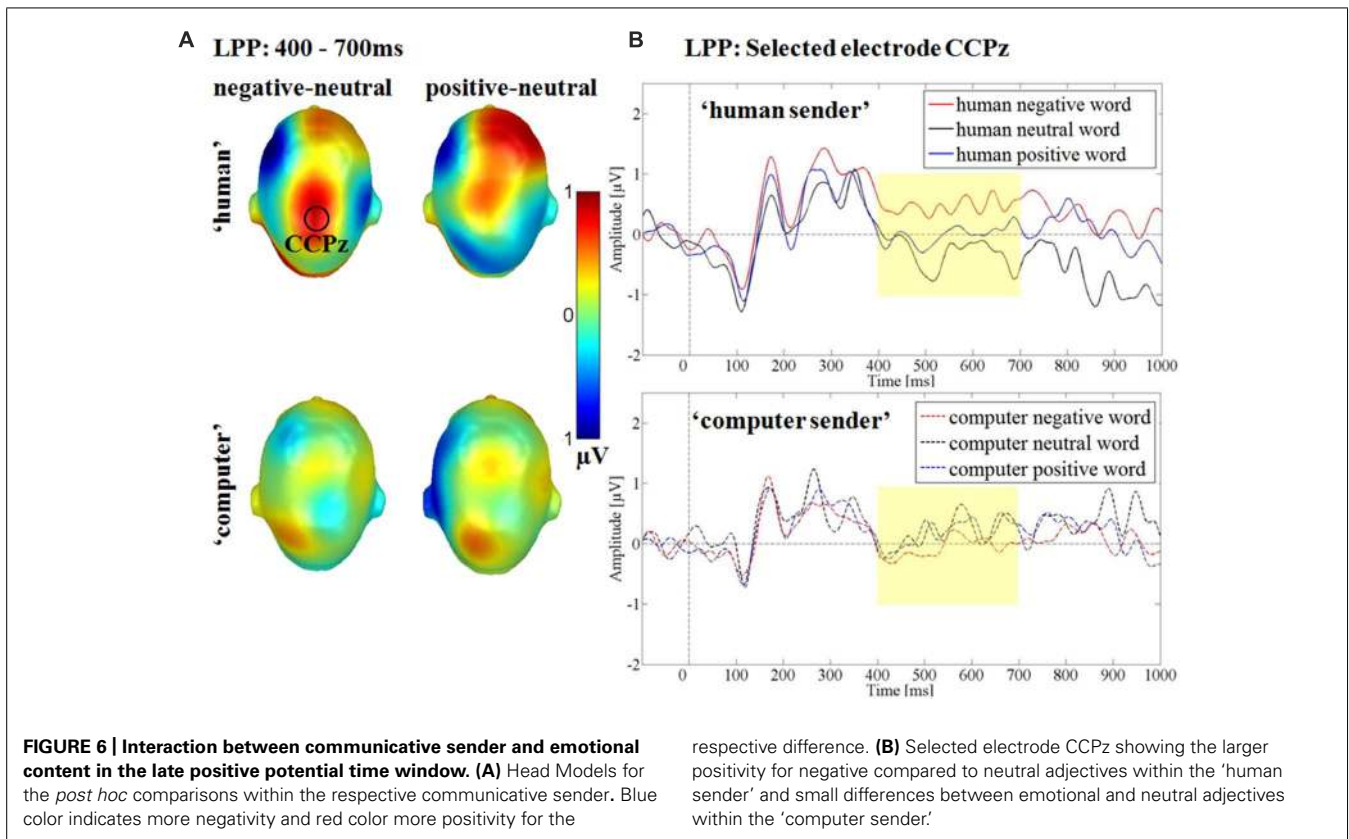 A
LPP: 400 - 700ms
negative-neutral
positive-neutral
'human'
CCPz
1
0
1
μV
'computer'
B
LPP: Selected electrode CCPz
'human sender'
human negative word
human neutral word
human positive word
Amplitude [μV]
2
1
0
-1
-2
0 100 200 300 400 500 600 700 800 900 1000
Time [ms]
'computer sender'
computer negative word
computer neutral word
computer positive word
Amplitude [μV]
2
1
0
-1
-2
0 100 200 300 400 500 600 700 800 900 1000
Time [ms]
FIGURE 6 | Interaction between communicative sender and emotional
content in the late positive potential time window. (A) Head Models for
the post hoc comparisons within the respective communicative sender. Blue
color indicates more negativity and red color more positivity for the
respective difference. (B) Selected electrode CCPz showing the larger
positivity for negative compared to neutral adjectives within the 'human
sender' and small differences between emotional and neutral adjectives
within the 'computer sender.'